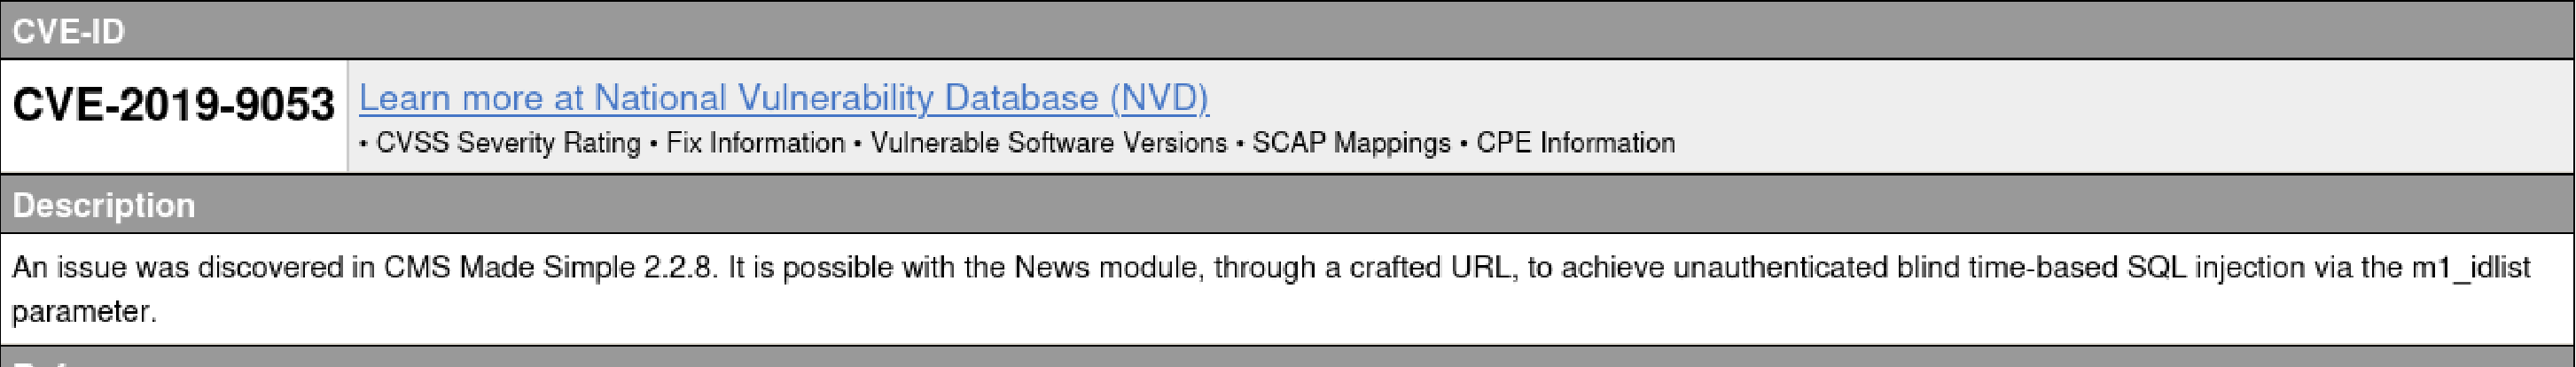 CVE-ID
CVE-2019-9053
Learn more at National Vulnerability Database (NVD)
• CVSS Severity Rating • Fix Information • Vulnerable Software Versions • SCAP Mappings • CPE Information
Description
An issue was discovered in CMS Made Simple 2.2.8. It is possible with the News module, through a crafted URL, to achieve unauthenticated blind time-based SQL injection via the m1_idlist
parameter.